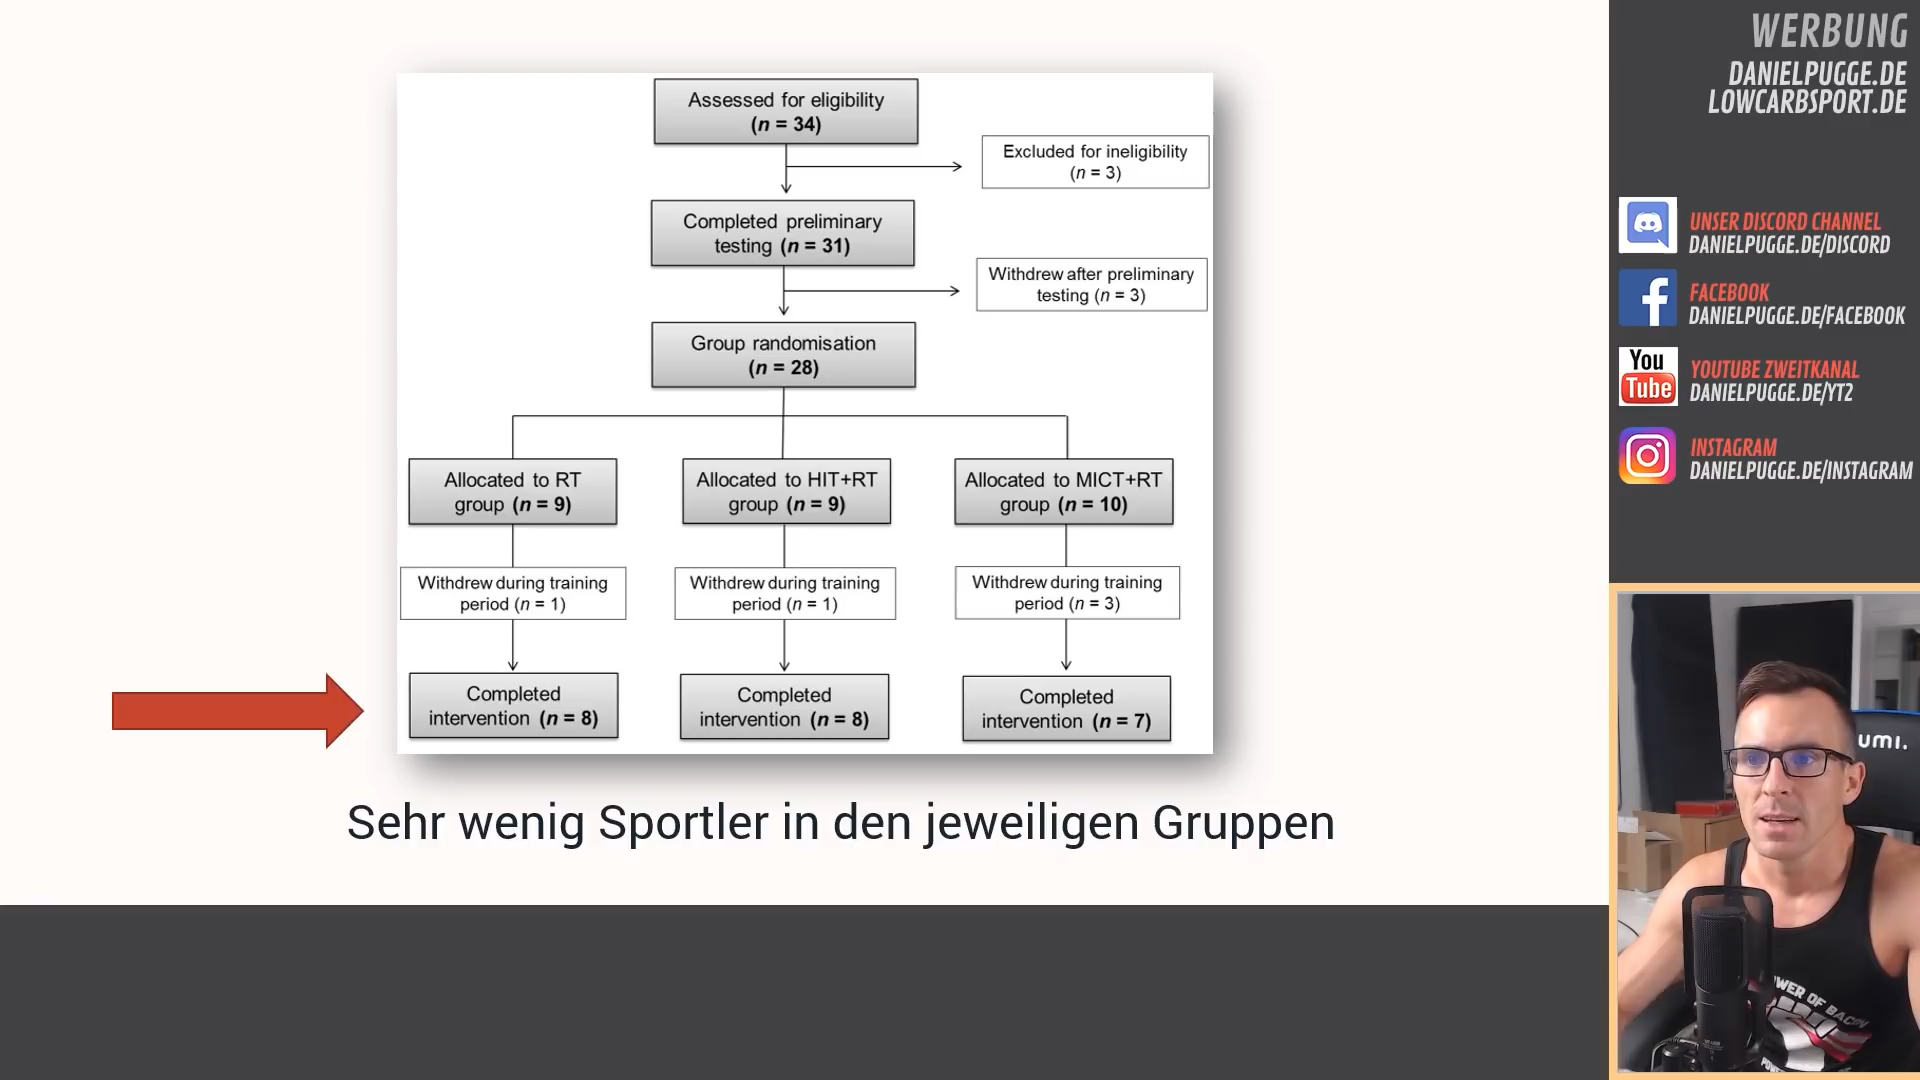 Assessed for eligibility
(n = 34)
Excluded for ineligibility
(n = 3)
Completed preliminary
testing (n = 31)
Withdrew after preliminary
testing (n = 3)
Group randomisation
(n = 28)
Allocated to RT
group (n = 9)
Allocated to HIT+RT
group (n = 9)
Allocated to MICT+RT
group (n = 10)
Withdrew during training
period (n = 1)
Withdrew during training
period (n = 1)
Withdrew during training
period (n = 3)
Completed
intervention (n = 8)
Completed
intervention (n = 8)
Completed
intervention (n = 7)
Sehr wenig Sportler in den jeweiligen Gruppen
WERBUNG
DANIELPUGGE.DE
LOWCARBSPORT.DE
UNSER DISCORD CHANNEL
DANIELPUGGE.DE/DISCORD
FACEBOOK
DANIELPUGGE.DE/FACEBOOK
You
Tube
YOUTUBE ZWEITKANAL
DANIELPUGGE.DE/YT2
INSTAGRAM
DANIELPUGGE.DE/INSTAGRAM
umi.
OF BACON